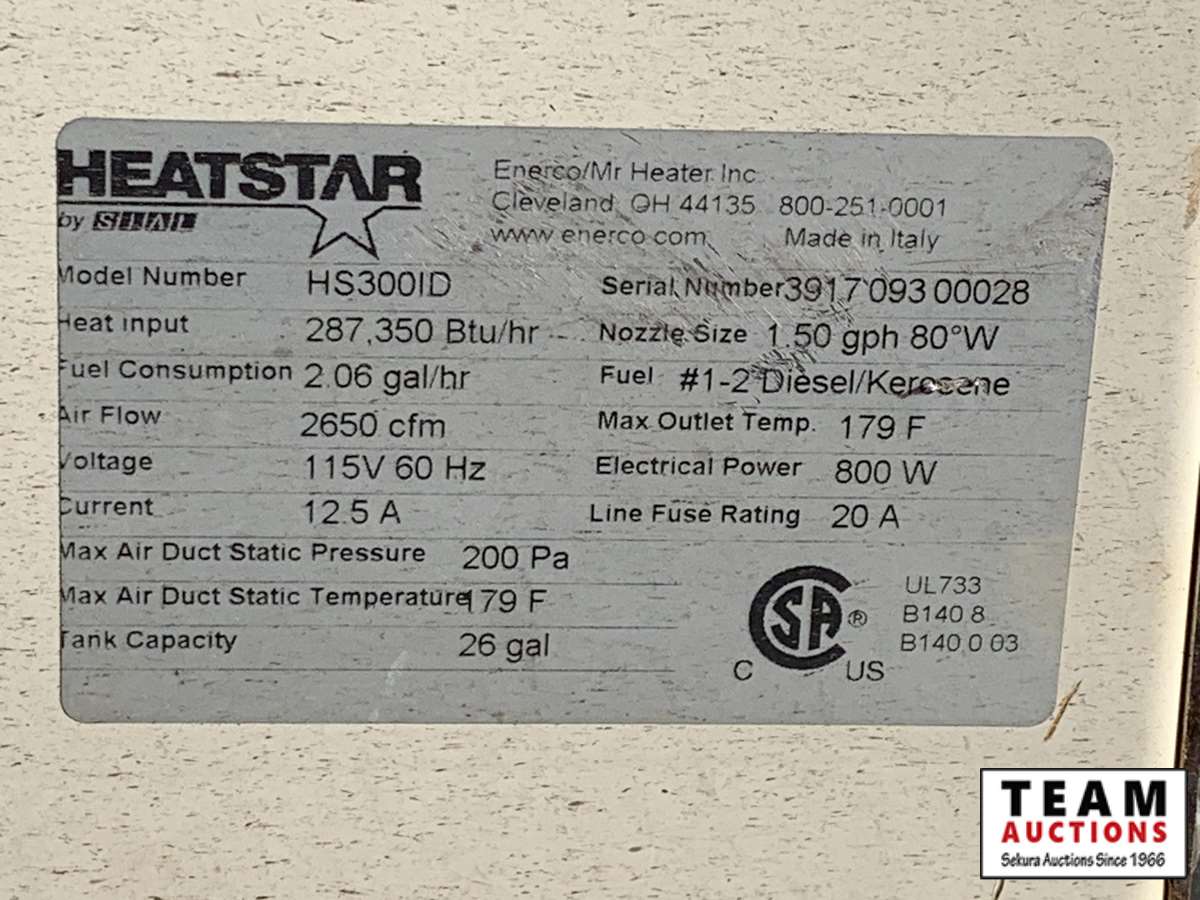 HEATSTAR
by SIAL
Enerco/Mr Heater Inc
Cleveland, OH 44135 800-251-0001
www enerco com Made in Italy
Model Number HS300ID Serial Number 3917 093 00028
Heat input 287,350 Btu/hr Nozzle Size 1.50 gph 80°W
Fuel Consumption 2.06 gal/hr Fuel #1-2 Diesel/Kerosene
Air Flow 2650 cfm Max Outlet Temp. 179 F
Voltage 115V 60 Hz Electrical Power 800 W
Current 12.5 A Line Fuse Rating 20 A
Max Air Duct Static Pressure 200 Pa
Max Air Duct Static Temperature 179 F
Tank Capacity 26 gal
C SA ® US
UL733
B140 8
B140 0 03
TEAM
AUCTIONS
Sekura Auctions Since 1966